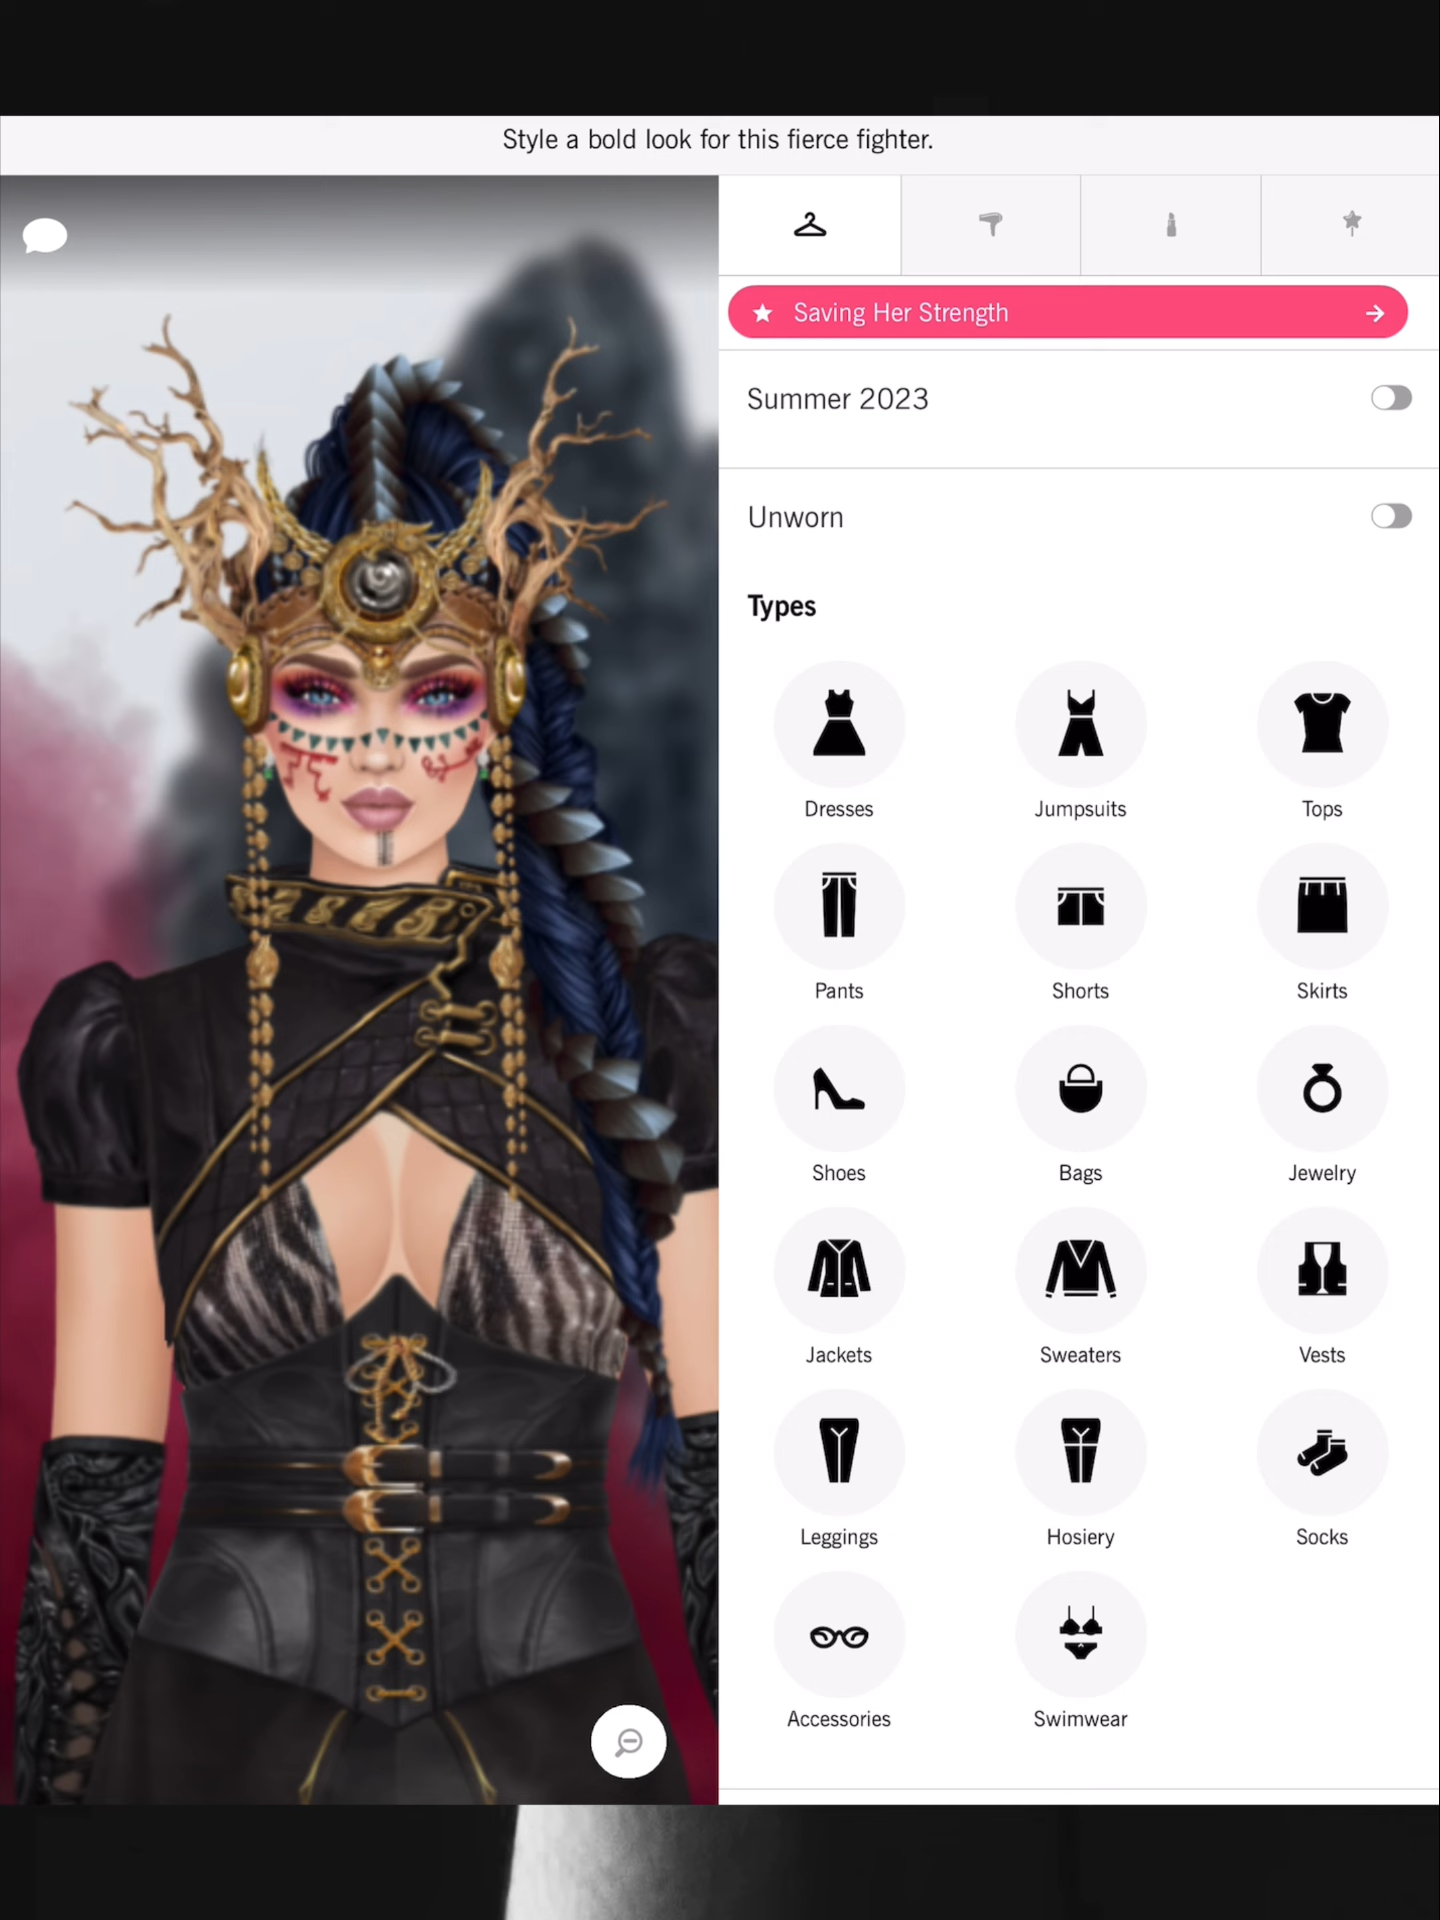 Style a bold look for this fierce fighter.
Saving Her Strength
Summer 2023
Unworn
Types
Dresses
Jumpsuits
Tops
Pants
Shorts
Skirts
Shoes
Bags
Jewelry
Jackets
Sweaters
Vests
Leggings
Hosiery
Socks
Accessories
Swimwear